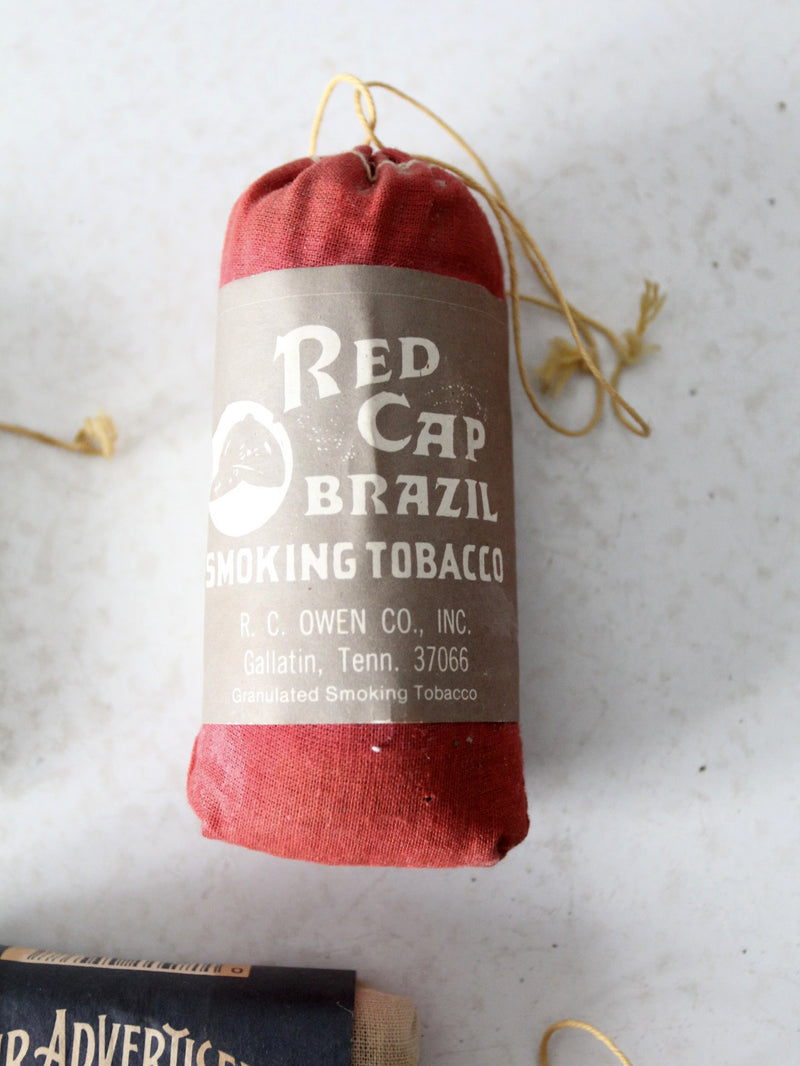 RED
CAP
BRAZIL
SMOKING TOBACCO
R. C. OWEN CO., INC.
Gallatin, Tenn. 37066
Granulated Smoking Tobacco